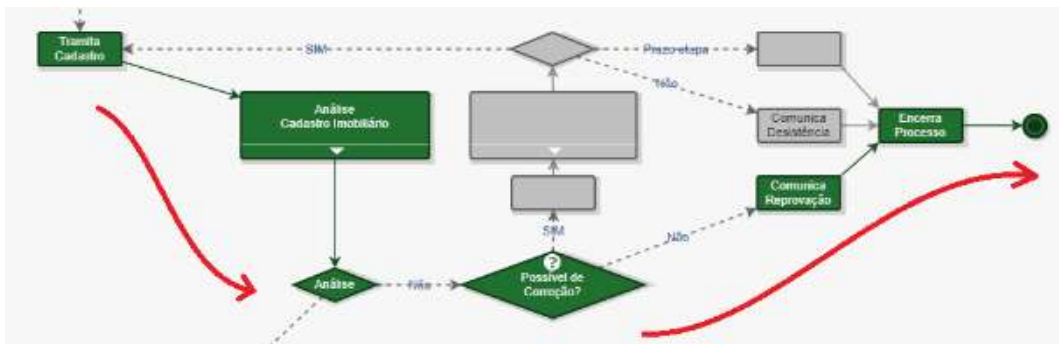 Tramita
Cadastro
SIM
Prazo etapa
Não
Análise
Cadastro Imobiliário
Comunica
Desistência
Encerra
Processo
Comunica
Reprovação
SIM
Não
?
Possível de
Correção?
Análise
Não